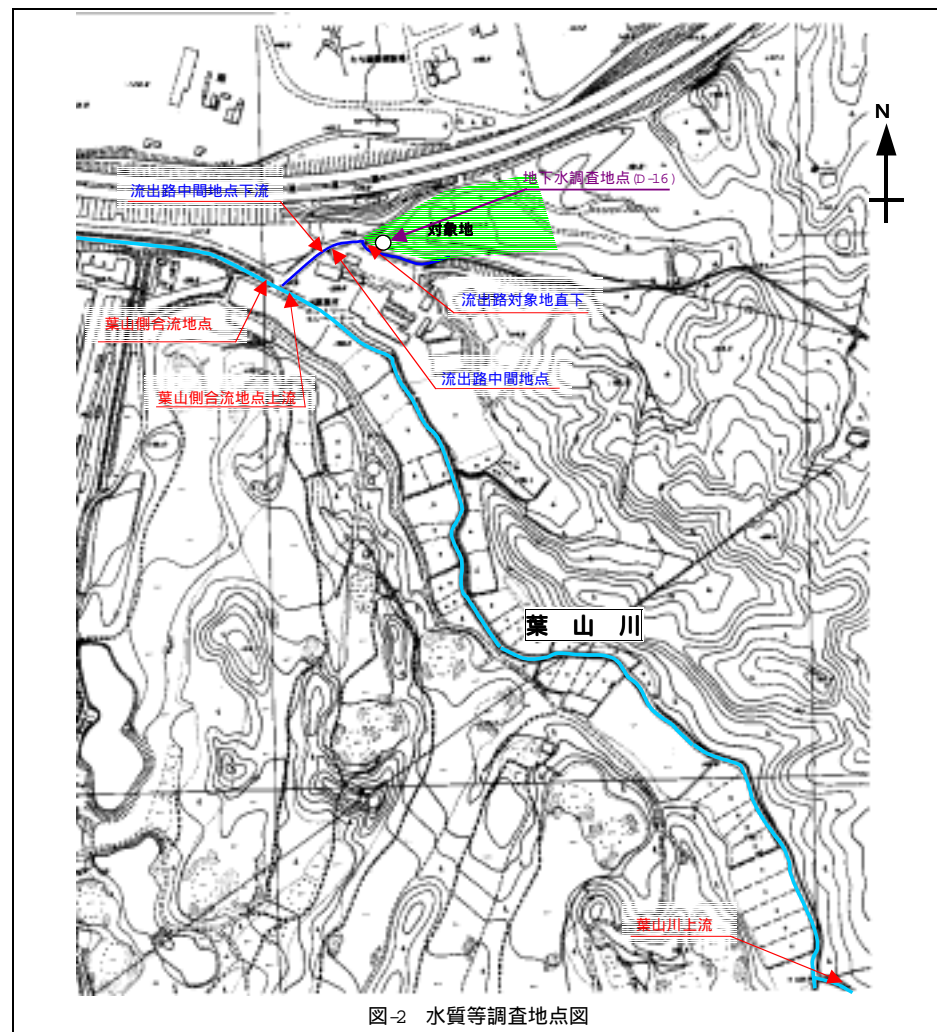 N
地下水調査地点(D-16)
流出路中間地点下流
対象地
流出路対象地直下
葉山側合流地点
流出路中間地点
葉山側合流地点上流
葉山川
葉山川上流
図-2 水質等調査地点図